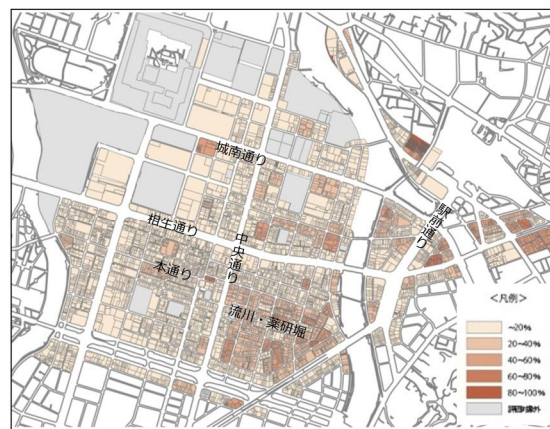 城南通り
相生通り
中央通り
駅前通り
本通り
流川・薬研堀
<凡例>
~20%
20~40%
40~60%
60~80%
80~100%
調査対象外